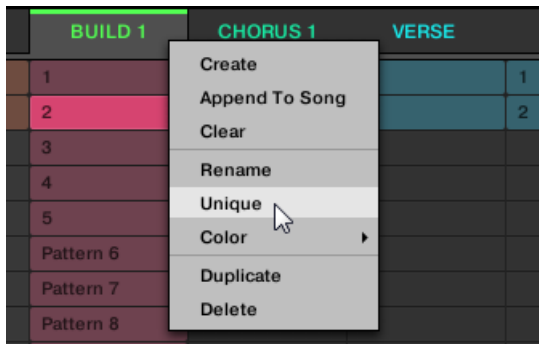 BUILD 1 CHORUS 1 VERSE
1
2
3
4
5
Pattern 6
Pattern 7
Pattern 8
Create
Append To Song
Clear
Rename
Unique
Color
Duplicate
Delete
1
2